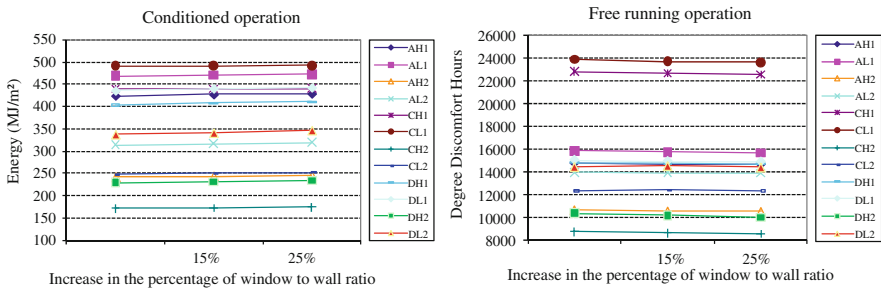 Conditioned operation
Energy (MJ/m²)
550
500
450
400
350
300
250
200
150
100
15%
25%
Increase in the percentage of window to wall ratio
AH1
AL1
AH2
AL2
CH1
CL1
CH2
CL2
DH1
DL1
DH2
DL2
Free running operation
Degree Discomfort Hours
26000
24000
22000
20000
18000
16000
14000
12000
10000
8000
15%
25%
Increase in the percentage of window to wall ratio
AH1
AL1
AH2
AL2
CH1
CL1
CH2
CL2
DH1
DL1
DH2
DL2